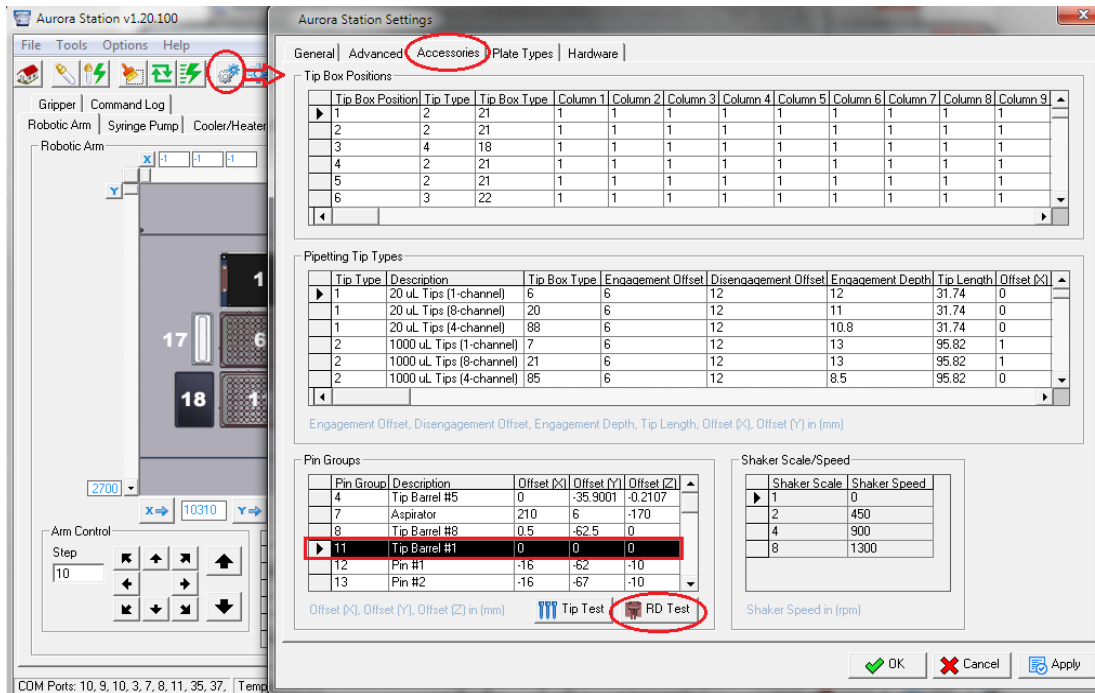 Aurora Station v1.20.100
File Tools Options Help
Gripper Command Log
Robotic Arm Syringe Pump Cooler/Heater
Robotic Arm
X -1 -1 -1
Y
1
17 6
18 11
2700
X 10310 Y
Arm Control
Step
10
COM Ports: 10, 9, 10, 3, 7, 8, 11, 35, 37, Temp
Aurora Station Settings
General Advanced Accessories Plate Types Hardware
Tip Box Positions
Tip Box Position Tip Type Tip Box Type Column 1 Column 2 Column 3 Column 4 Column 5 Column 6 Column 7 Column 8 Column 9
1 2 21 1 1 1 1 1 1 1 1 1
2 2 21 1 1 1 1 1 1 1 1 1
3 4 18 1 1 1 1 1 1 1 1 1
4 2 21 1 1 1 1 1 1 1 1 1
5 2 21 1 1 1 1 1 1 1 1 1
6 3 22 1 1 1 1 1 1 1 1 1
Pipetting Tip Types
Tip Type Description Tip Box Type Engagement Offset Disengagement Offset Engagement Depth Tip Length Offset (X)
1 20 uL Tips (1-channel) 6 6 12 12 31.74 0
1 20 uL Tips (8-channel) 20 6 12 11 31.74 0
1 20 uL Tips (4-channel) 88 6 12 10.8 31.74 0
2 1000 uL Tips (1-channel) 7 6 12 13 95.82 1
2 1000 uL Tips (8-channel) 21 6 12 13 95.82 1
2 1000 uL Tips (4-channel) 85 6 12 8.5 95.82 0
Engagement Offset, Disengagement Offset, Engagement Depth, Tip Length, Offset (X), Offset (Y) in (mm)
Pin Groups
Pin Group Description Offset (X) Offset (Y) Offset (Z)
4 Tip Barrel #5 0 -35.9001 -0.2107
7 Aspirator 210 6 -170
8 Tip Barrel #8 0.5 -62.5 0
11 Tip Barrel #1 0 0 0
12 Pin #1 -16 -62 -10
13 Pin #2 -16 -67 -10
Offset (X), Offset (Y), Offset (Z) in (mm)
Tip Test RD Test
Shaker Scale/Speed
Shaker Scale Shaker Speed
1 0
2 450
4 900
8 1300
Shaker Speed in (rpm)
OK Cancel Apply